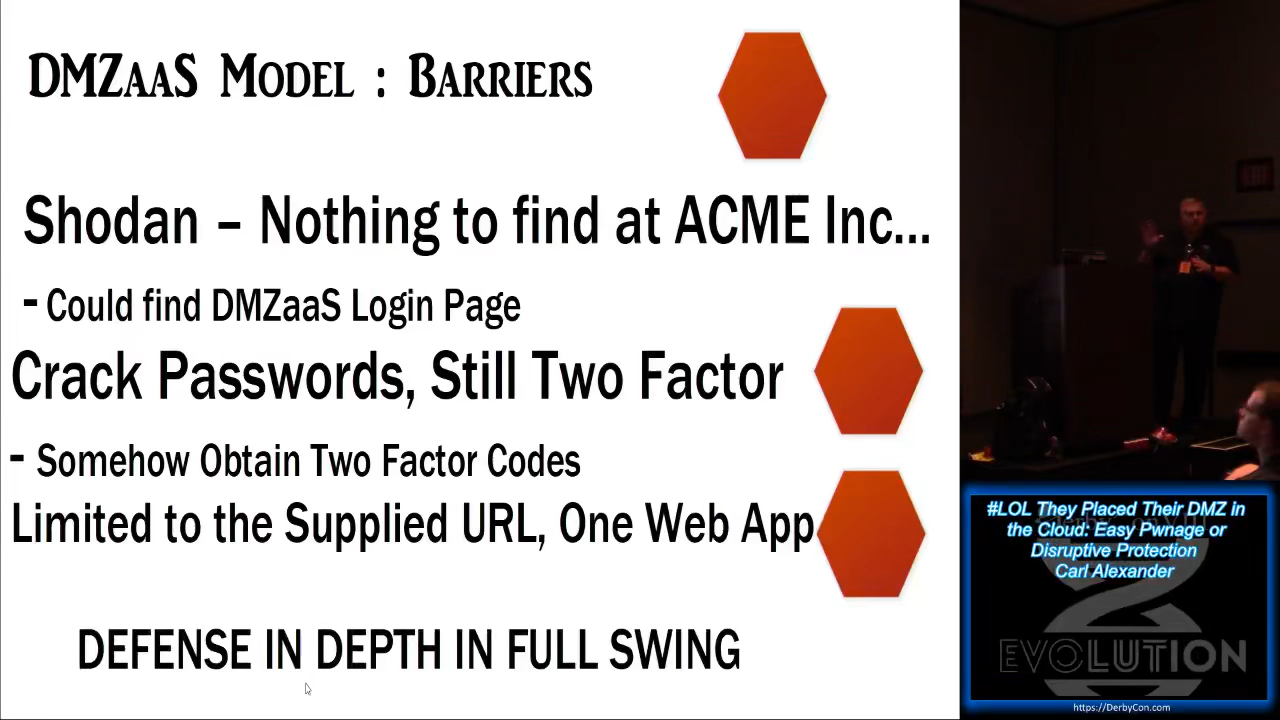 DMZaaS Model : Barriers
Shodan – Nothing to find at ACME Inc...
- Could find DMZaaS Login Page
Crack Passwords, Still Two Factor
- Somehow Obtain Two Factor Codes
Limited to the Supplied URL, One Web App
DEFENSE IN DEPTH IN FULL SWING
#LOL They Placed Their DMZ in
the Cloud: Easy Pwnage or
Disruptive Protection
Carl Alexander
EVOLUTION
https://DerbyCon.com